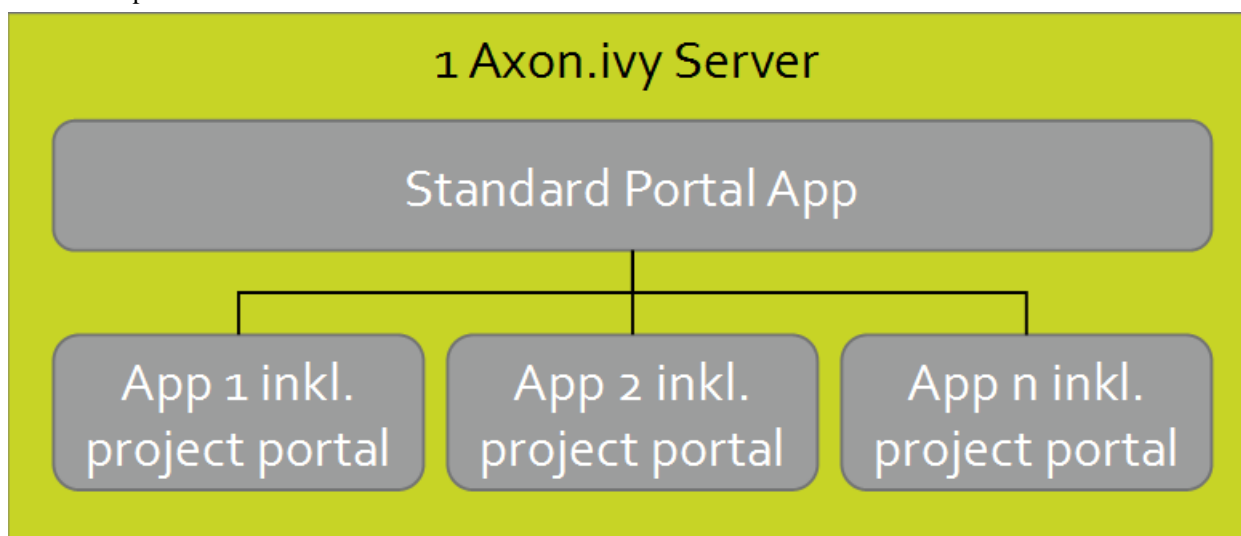 1 Axon.ivy Server
Standard Portal App
App 1 inkl.
project portal
App 2 inkl.
project portal
App n inkl.
project portal